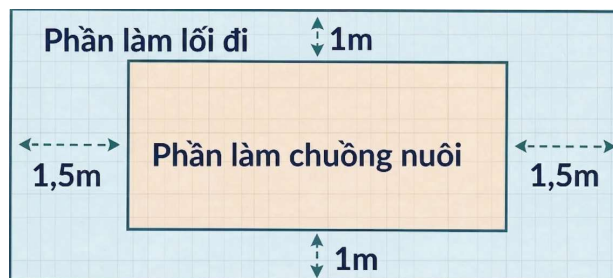 Phần làm lối đi
1m
Phần làm chuồng nuôi
1,5m
1,5m
1m